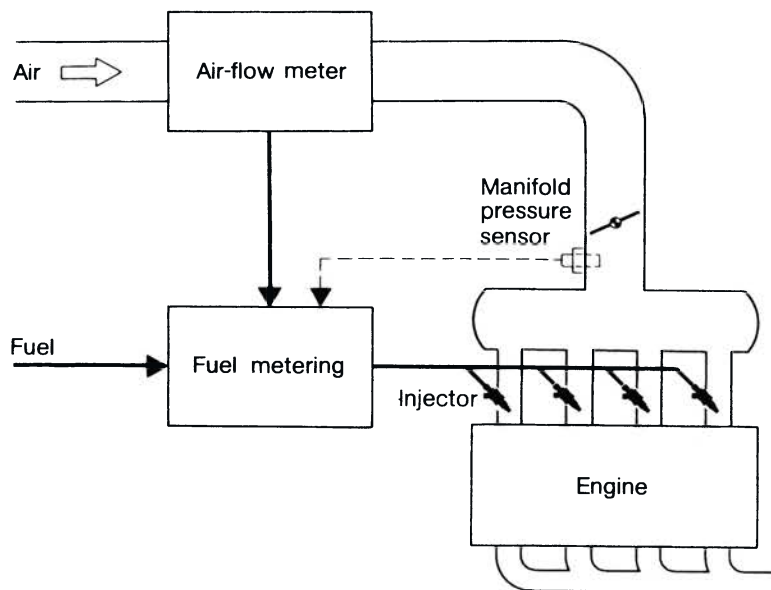 Air
Air-flow meter
Manifold
pressure
sensor
Fuel
Fuel metering
Injector
Engine